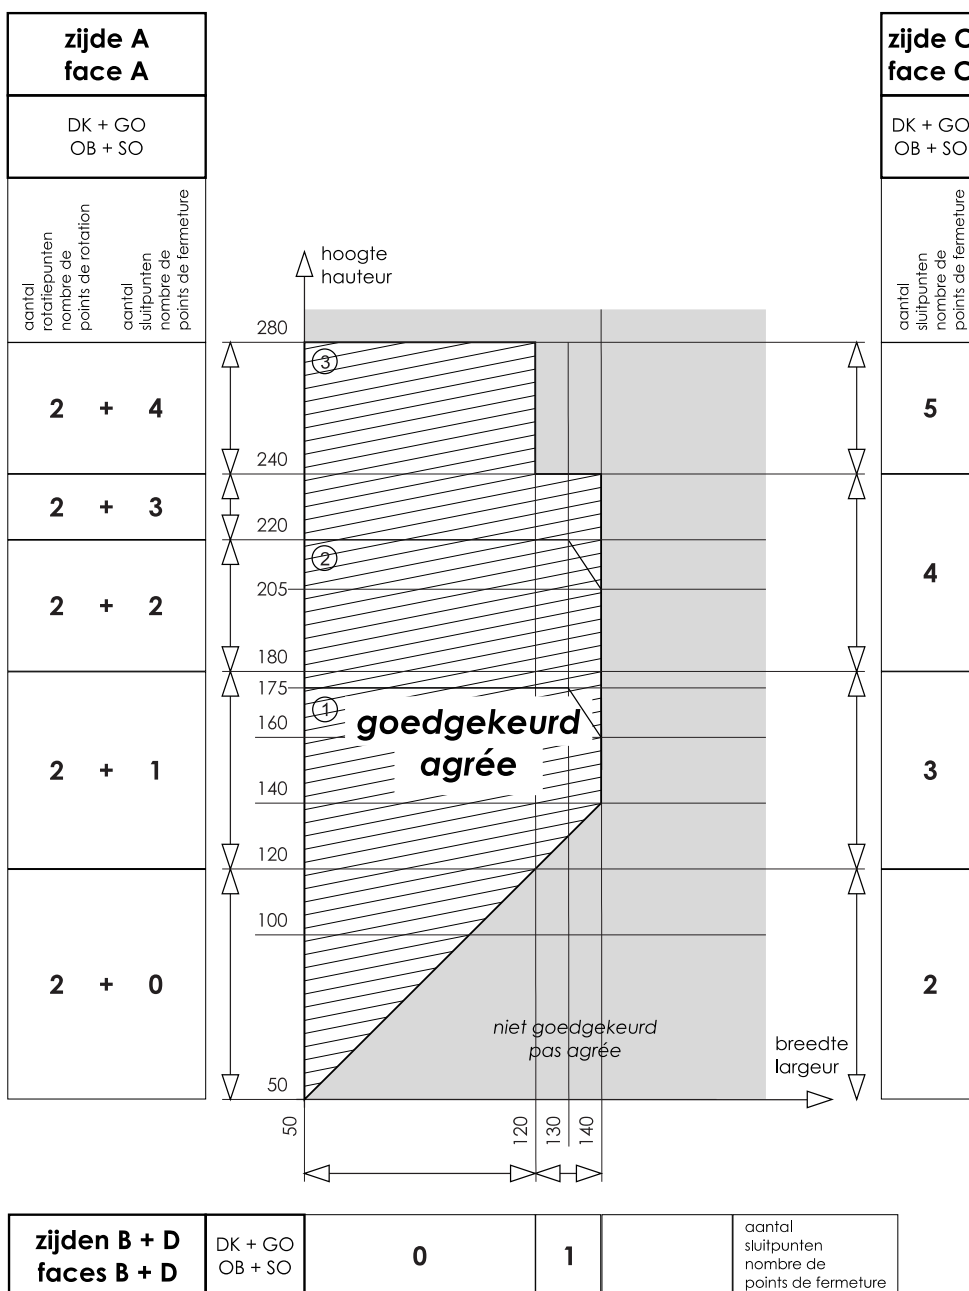 zijde A
face A
DK + GO
OB + SO
aantal
rotatiepunten
nombre de
points de rotation
aantal
sluitpunten
nombre de
points de fermeture
2 + 4
2 + 3
2 + 2
2 + 1
2 + 0
hoogte
hauteur
280
240
220
205
180
175
160
140
120
100
50
3
2
1
goedgekeurd
agrée
niet goedgekeurd
pas agrée
breedte
largeur
50
120
130
140
zijde C
face C
DK + GO
OB + SO
aantal
sluitpunten
nombre de
points de fermeture
5
4
3
2
zijden B + D
faces B + D
DK + GO
OB + SO
0
1
aantal
sluitpunten
nombre de
points de fermeture